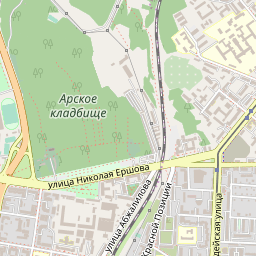 Арское
кладбище
улица Николая Ершова
улица Абжалилова
Красной Позиции
дейская улица